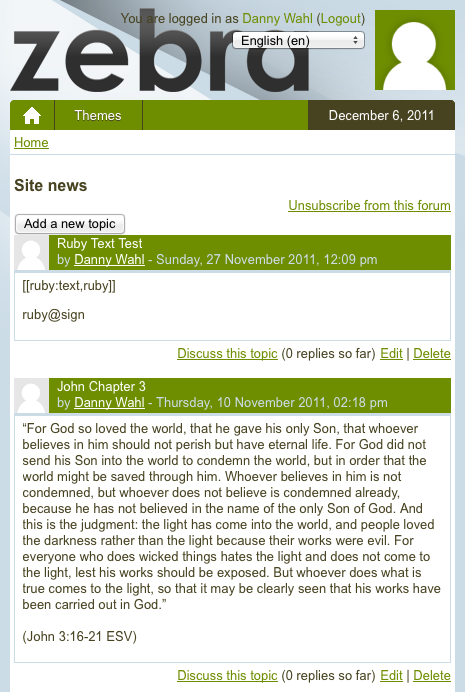 You are logged in as Danny Wahl (Logout)
zebra
English (en)
Themes
December 6, 2011
Home
Site news
Unsubscribe from this forum
Add a new topic
Ruby Text Test
by Danny Wahl - Sunday, 27 November 2011, 12:09 pm
[[ruby:text,ruby]]
ruby@sign
Discuss this topic (0 replies so far) Edit | Delete
John Chapter 3
by Danny Wahl - Thursday, 10 November 2011, 02:18 pm
“For God so loved the world, that he gave his only Son, that whoever
believes in him should not perish but have eternal life. For God did not
send his Son into the world to condemn the world, but in order that the
world might be saved through him. Whoever believes in him is not
condemned, but whoever does not believe is condemned already,
because he has not believed in the name of the only Son of God. And
this is the judgment: the light has come into the world, and people loved
the darkness rather than the light because their works were evil. For
everyone who does wicked things hates the light and does not come to
the light, lest his works should be exposed. But whoever does what is
true comes to the light, so that it may be clearly seen that his works have
been carried out in God.”
(John 3:16-21 ESV)
Discuss this topic (0 replies so far) Edit | Delete